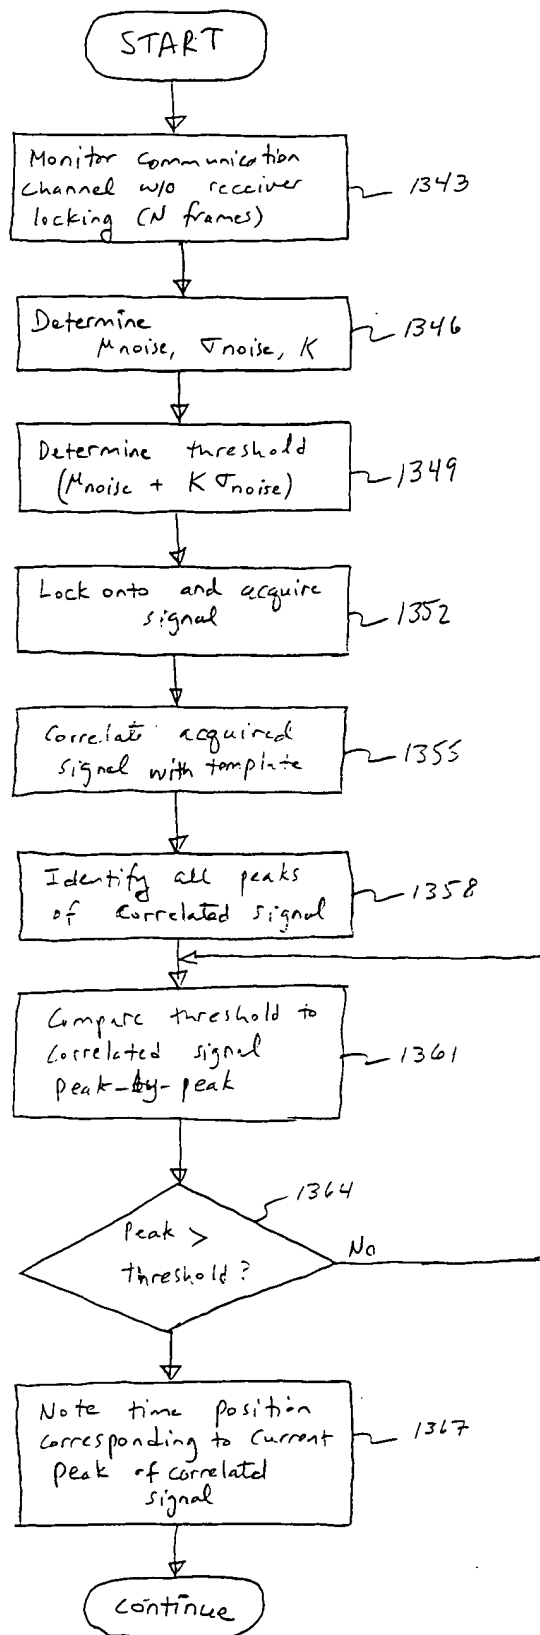 START
Monitor communication
channel w/o receiver
locking (N frames)
1343
Determine
μnoise, σnoise, K
1346
Determine threshold
(μnoise + K σnoise)
1349
Lock onto and acquire
signal
1352
Correlate acquired
signal with template
1355
Identify all peaks
of correlated signal
1358
Compare threshold to
correlated signal
peak-by-peak
1361
1364
Peak >
threshold?
No
Note time position
corresponding to current
peak of correlated
signal
1367
continue